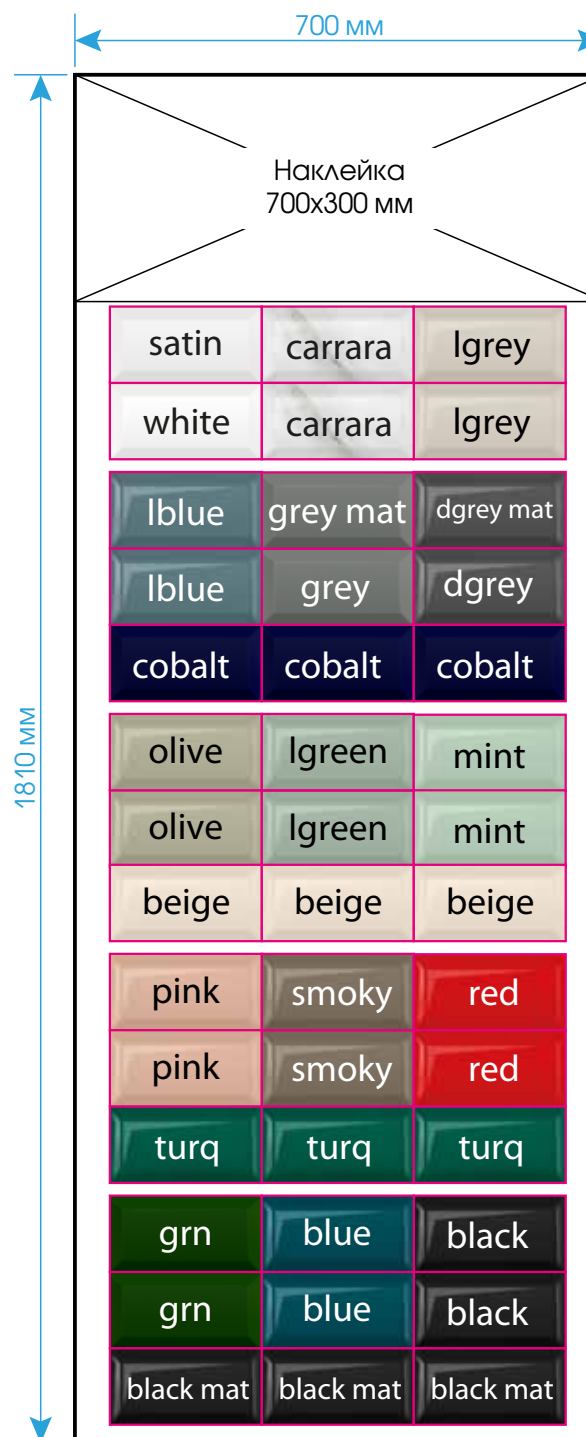 700 мм
Наклейка
700х300 мм
1810 мм
satin carrara lgrey
white carrara lgrey
lblue grey mat dgrey mat
lblue grey dgrey
cobalt cobalt cobalt
olive lgreen mint
olive lgreen mint
beige beige beige
pink smoky red
pink smoky red
turq turq turq
grn blue black
grn blue black
black mat black mat black mat